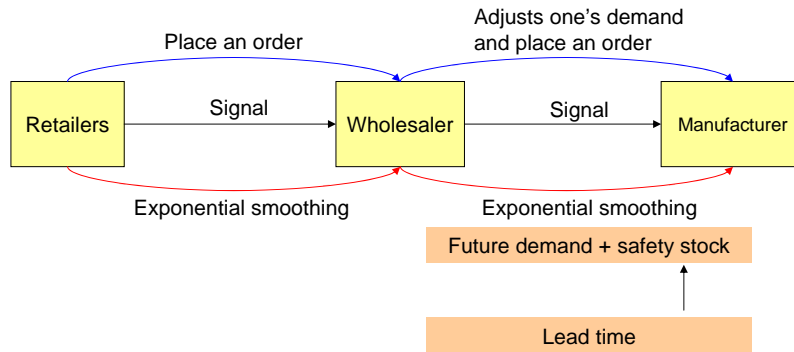 Adjusts one's demand
and place an order
Place an order
Signal
Signal
Retailers
Wholesaler
Manufacturer
Exponential smoothing
Exponential smoothing
Future demand + safety stock
Lead time